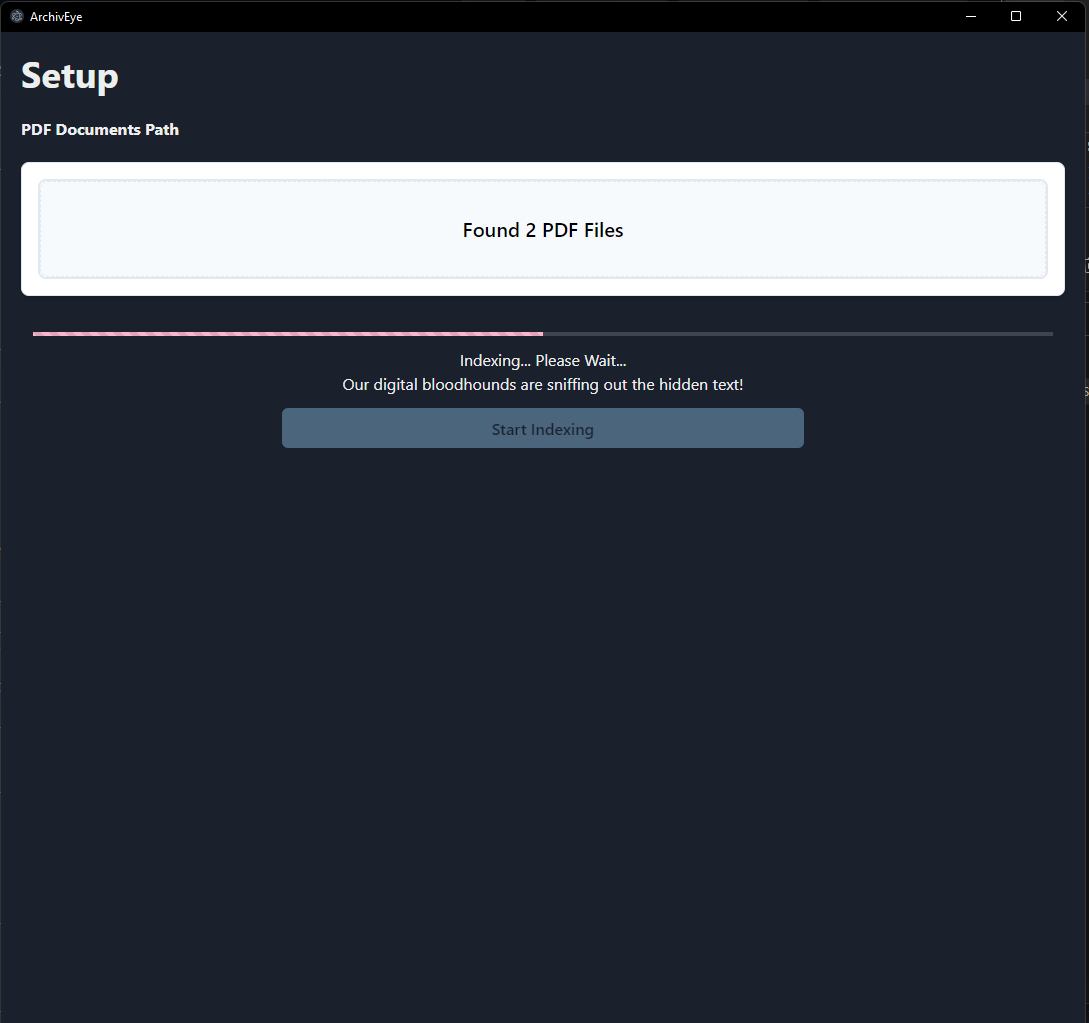 ArchivEye
Setup
PDF Documents Path
Found 2 PDF Files
Indexing... Please Wait...
Our digital bloodhounds are sniffing out the hidden text!
Start Indexing